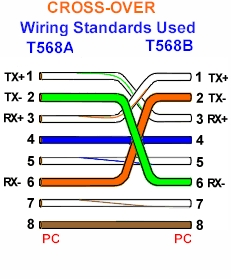 CROSS-OVER
Wiring Standards Used
T568A T568B
TX+ 1 1 TX+
TX- 2 2 TX-
RX+ 3 3 RX+
4 4
5 5
RX- 6 6 RX-
7 7
8 8
PC PC